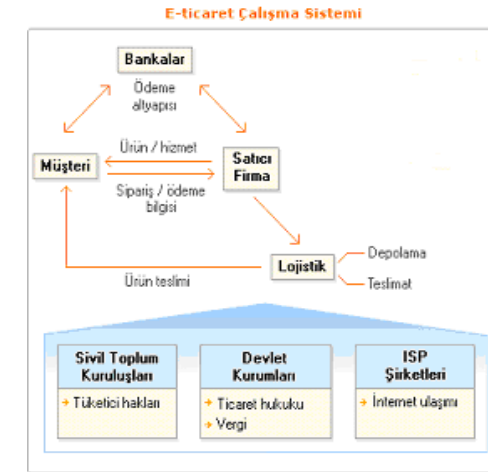 E-ticaret Çalışma Sistemi
Bankalar
Ödeme
altyapısı
Ürün / hizmet
Müşteri
Satıcı
Firma
Sipariş / ödeme
bilgisi
Depolama
Lojistik
Ürün teslimi
Teslimat
Sivil Toplum
Kuruluşları
Tüketici hakları
Devlet
Kurumları
Ticaret hukuku
Vergi
ISP
Şirketleri
İnternet ulaşımı